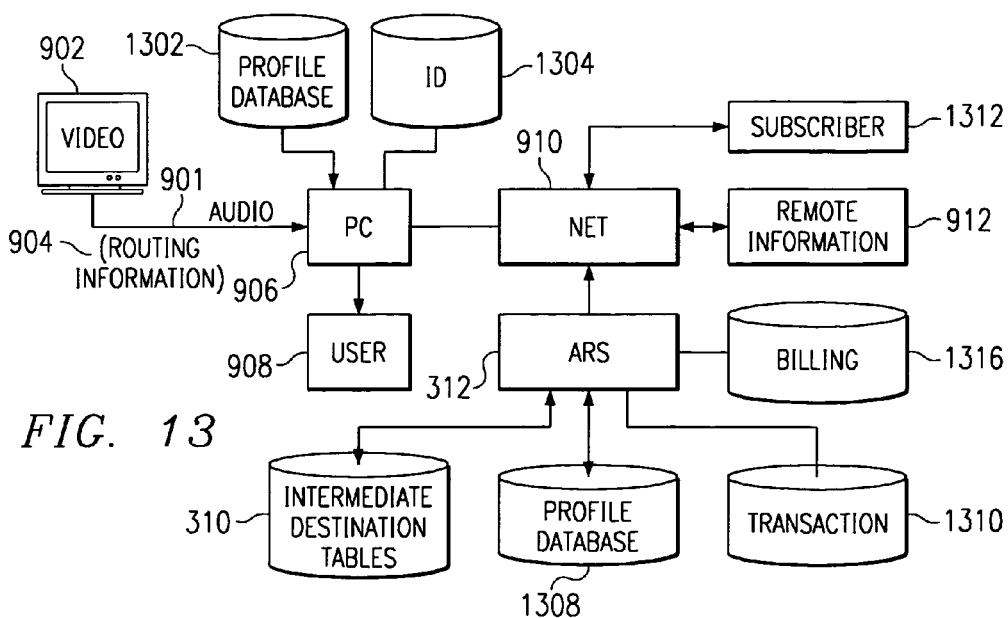 902
1302
PROFILE
DATABASE
ID
1304
VIDEO
901
AUDIO
904
(ROUTING
INFORMATION)
PC
906
910
NET
SUBSCRIBER
1312
REMOTE
INFORMATION
912
USER
908
ARS
312
BILLING
1316
FIG. 13
INTERMEDIATE
DESTINATION
TABLES
310
PROFILE
DATABASE
1308
TRANSACTION
1310